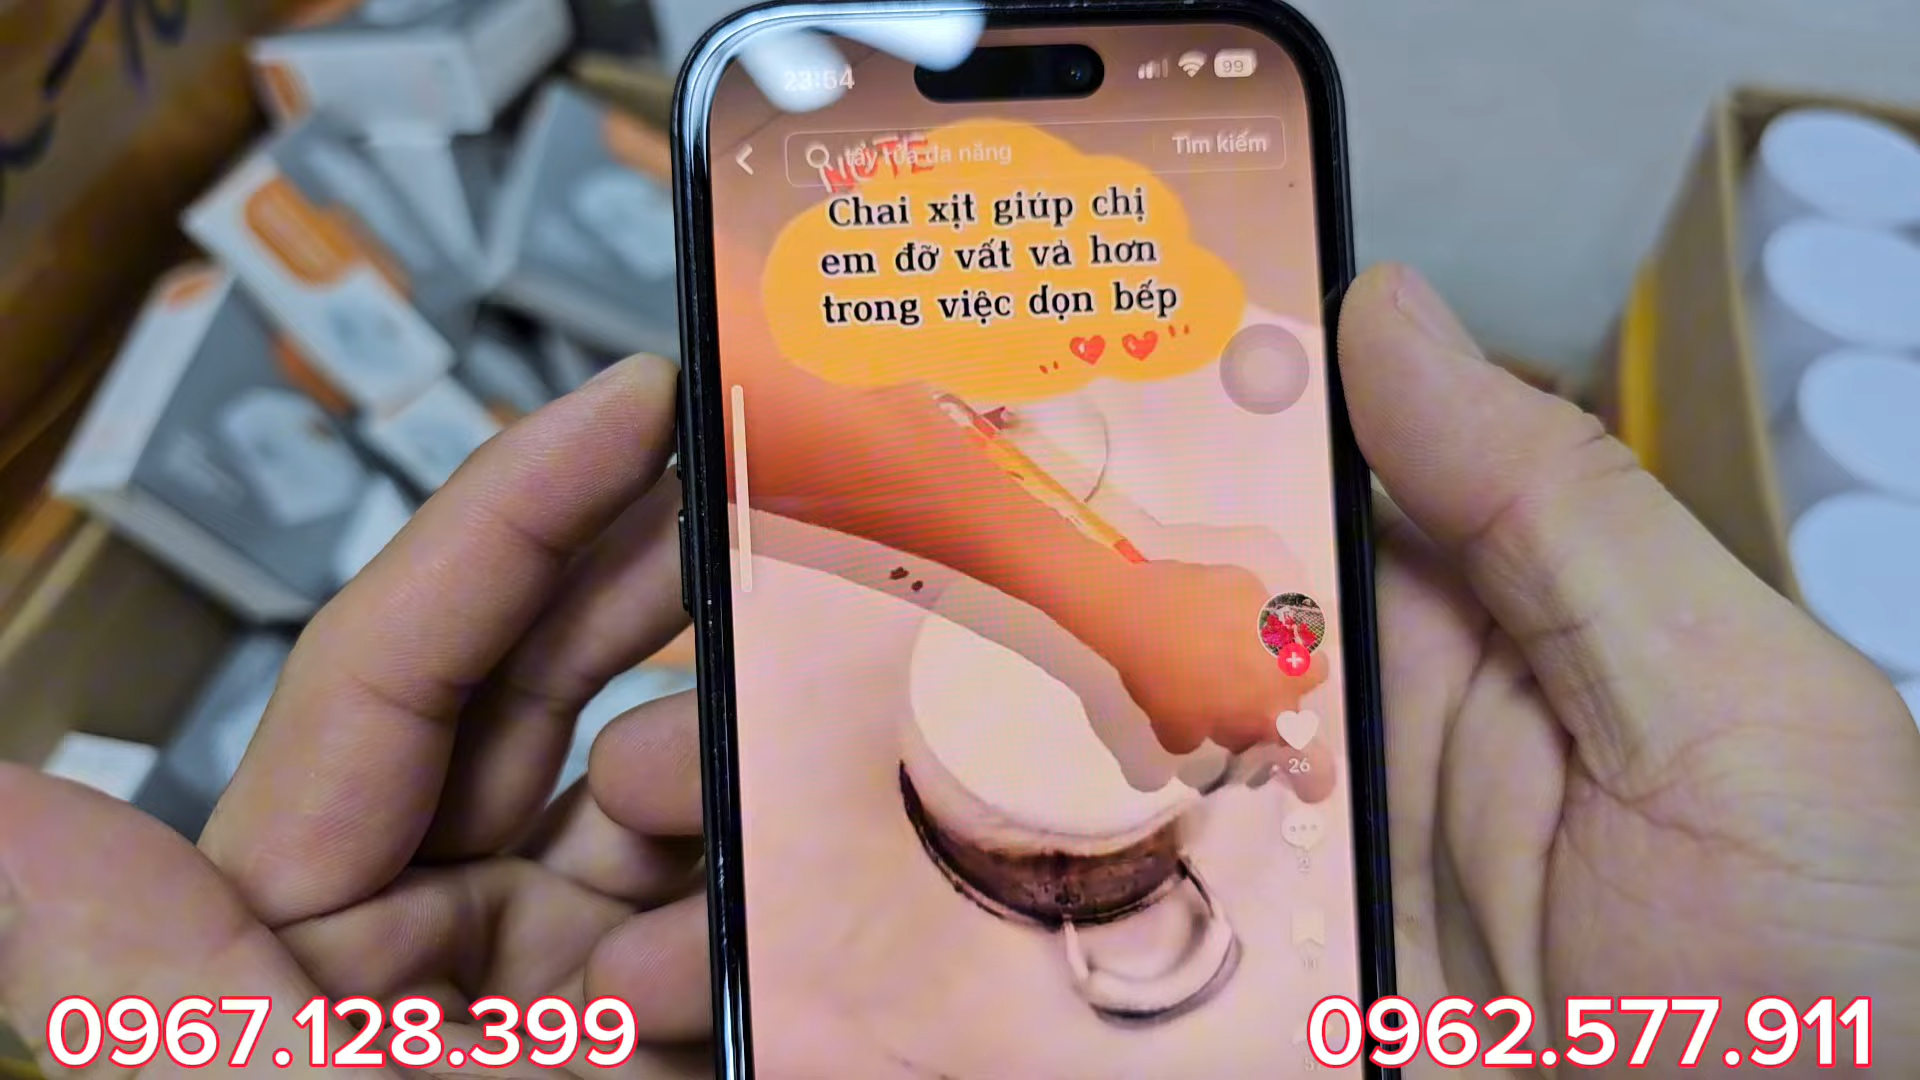 23:54
99
tẩy rửa đa năng
Tìm kiếm
NOTE
Chai xịt giúp chị
em đỡ vất vả hơn
trong việc dọn bếp
26
0967.128.399
0962.577.911